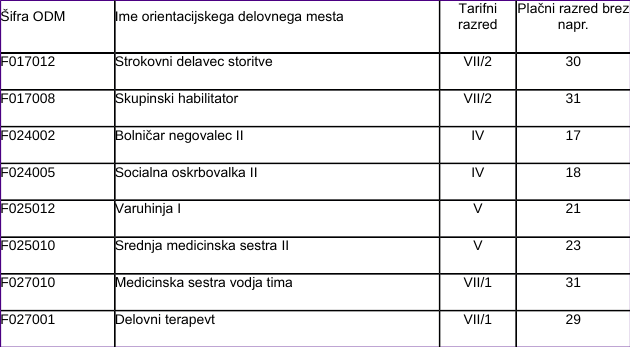 Šifra ODM Ime orientacijskega delovnega mesta Tarifni razred Plačni razred brez napr.
F017012 Strokovni delavec storitve VII/2 30
F017008 Skupinski habilitator VII/2 31
F024002 Bolničar negovalec II IV 17
F024005 Socialna oskrbovalka II IV 18
F025012 Varuhinja I V 21
F025010 Srednja medicinska sestra II V 23
F027010 Medicinska sestra vodja tima VII/1 31
F027001 Delovni terapevt VII/1 29